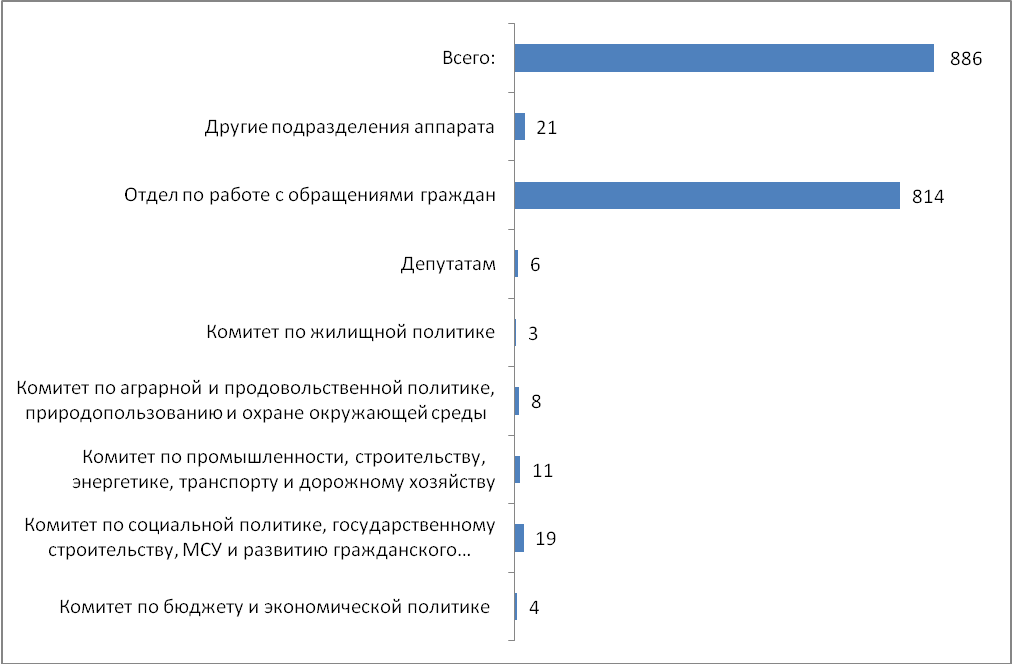 Всего:
886
Другие подразделения аппарата
21
Отдел по работе с обращениями граждан
814
Депутатам
6
Комитет по жилищной политике
3
Комитет по аграрной и продовольственной политике,
природопользованию и охране окружающей среды
8
Комитет по промышленности, строительству,
энергетике, транспорту и дорожному хозяйству
11
Комитет по социальной политике, государственному
строительству, МСУ и развитию гражданского...
19
Комитет по бюджету и экономической политике
4